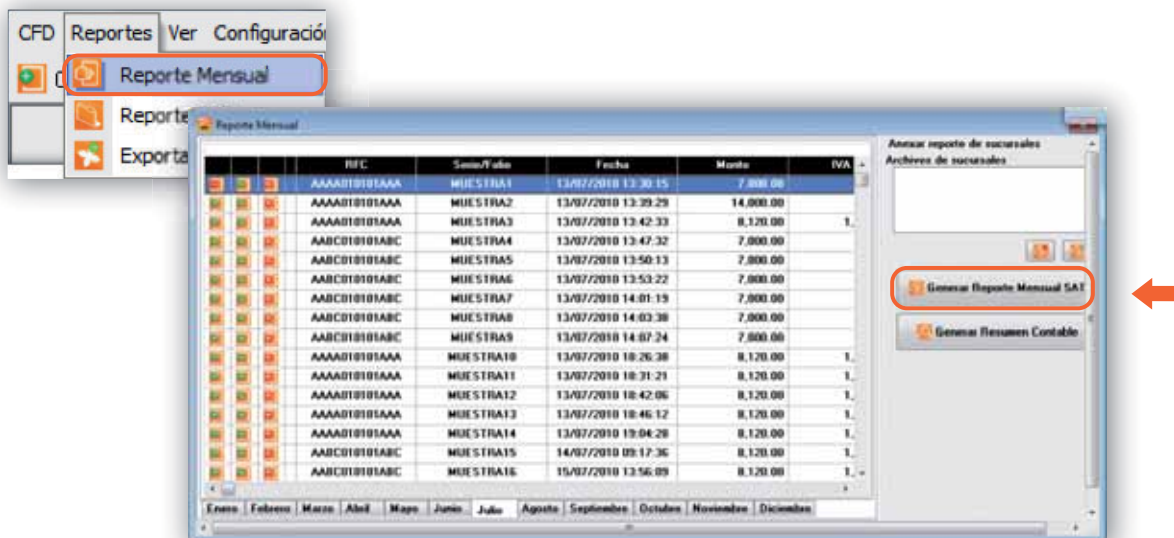 CFD Reportes Ver Configuració
Reporte Mensual
Reporte
Exporta
Reporte Mensual
RFC Serie/Folio Fecha Monto IVA
AAAA010101AAA MUESTRA1 13/07/2010 13:30:15 7,000.00
AAAA010101AAA MUESTRA2 13/07/2010 13:39:29 14,000.00
AAAA010101AAA MUESTRA3 13/07/2010 13:42:33 8,120.00 1,
AABC010101ABC MUESTRA4 13/07/2010 13:47:32 7,000.00
AABC010101ABC MUESTRA5 13/07/2010 13:50:13 7,000.00
AABC010101ABC MUESTRA6 13/07/2010 13:53:22 7,000.00
AABC010101ABC MUESTRA7 13/07/2010 14:01:19 7,000.00
AABC010101ABC MUESTRA8 13/07/2010 14:03:38 7,000.00
AABC010101ABC MUESTRA9 13/07/2010 14:07:24 7,000.00
AAAA010101AAA MUESTRA10 13/07/2010 18:26:38 8,120.00 1,
AAAA010101AAA MUESTRA11 13/07/2010 18:31:21 8,120.00 1,
AAAA010101AAA MUESTRA12 13/07/2010 18:42:06 8,120.00 1,
AAAA010101AAA MUESTRA13 13/07/2010 18:46:12 8,120.00 1,
AAAA010101AAA MUESTRA14 13/07/2010 19:04:28 8,120.00 1,
AABC010101ABC MUESTRA15 14/07/2010 09:17:36 8,120.00 1,
AABC010101ABC MUESTRA16 15/07/2010 13:56:09 8,120.00 1,
Enero Febrero Marzo Abril Mayo Junio Julio Agosto Septiembre Octubre Noviembre Diciembre
Anexar reporte de sucursales
Archivos de sucursales
Generar Reporte Mensual SAT
Generar Resumen Contable